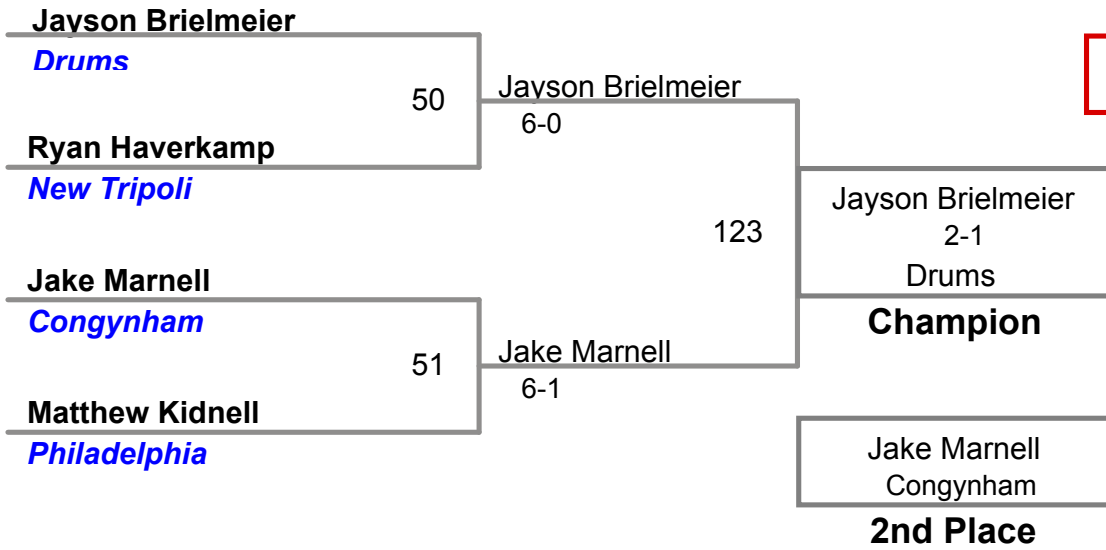 Jayson Brielmeier
Drums
50
Jayson Brielmeier
6-0
Ryan Haverkamp
New Tripoli
123
Jayson Brielmeier
2-1
Drums
Champion
Jake Marnell
Congynham
51
Jake Marnell
6-1
Matthew Kidnell
Philadelphia
Jake Marnell
Congynham
2nd Place